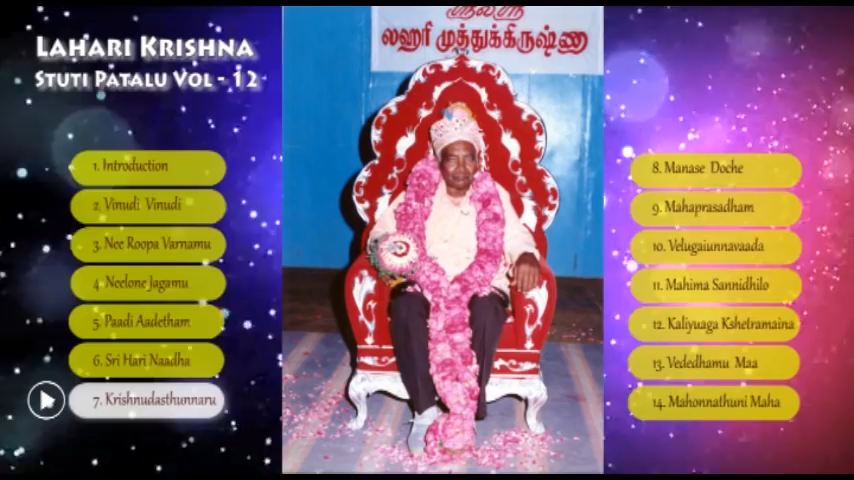 LAHARI KRISHNA
STUTI PATALU VOL - 12
1. Introduction
2. Vinudi Vinudi
3. Nee Roopa Varnamu
4. Neelone Jagamu
5. Paadi Aadetham
6. Sri Hari Naadha
7. Krishnudasthunnaru
ஸ்ரீலஸ்ரீ
லஹரி முத்துக்கிருஷ்ண
8. Manase Doche
9. Mahaprasadham
10. Velugaiunnavaada
11. Mahima Sannidhilo
12. Kaliyuaga Kshetramaina
13. Vededhamu Maa
14. Mahonnathuni Maha